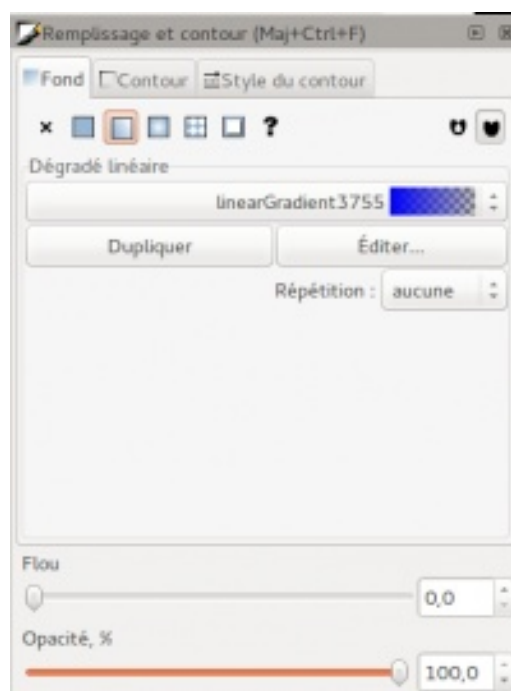 Remplissage et contour (Maj+Ctrl+F)
Fond Contour Style du contour
× ?
Dégradé linéaire
linearGradient3755
Dupliquer Éditer...
Répétition : aucune
Flou
0,0
Opacité, %
100,0